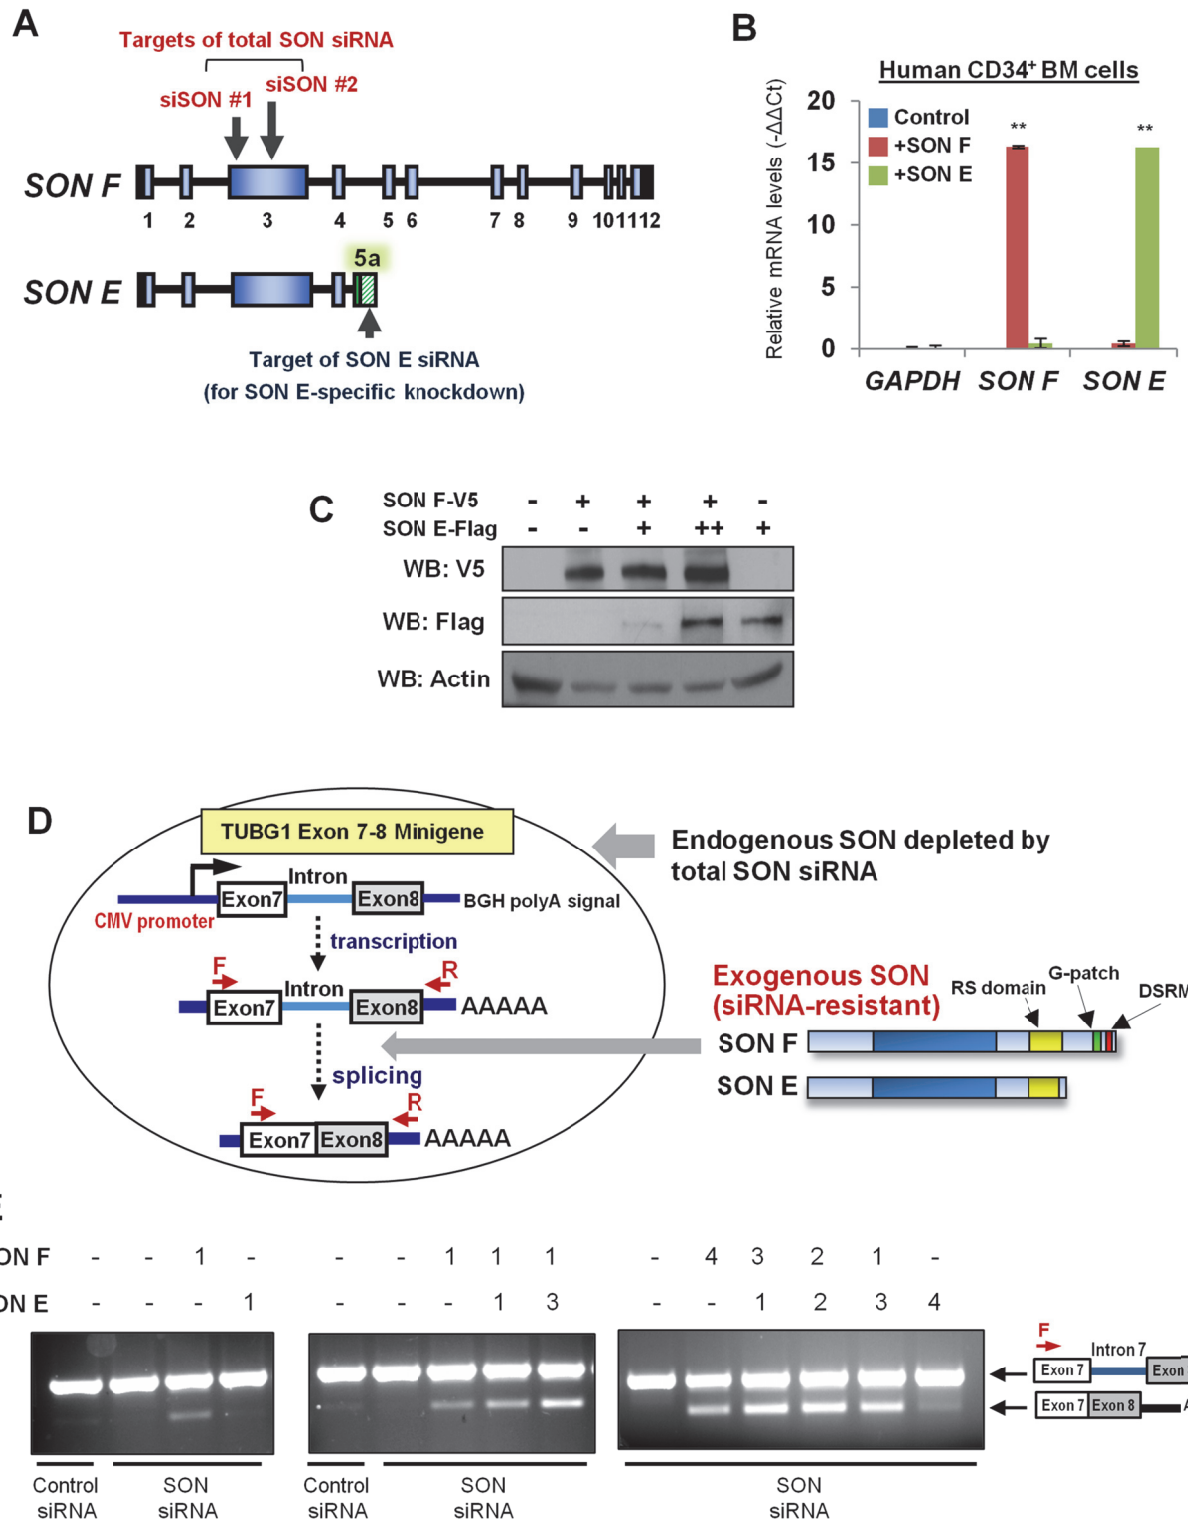 A
Targets of total SON siRNA
siSON #1
siSON #2
SON F
1 2 3 4 5 6 7 8 9 10 11 12
SON E
5a
Target of SON E siRNA
(for SON E-specific knockdown)
B
Human CD34+ BM cells
Relative mRNA levels (-ΔΔCt)
20
15
10
5
0
Control
+SON F
+SON E
**
**
GAPDH SON F SON E
C
SON F-V5 - + + + -
SON E-Flag - - + ++ +
WB: V5
WB: Flag
WB: Actin
D
TUBG1 Exon 7-8 Minigene
Intron
Exon7 Exon8
CMV promoter
BGH polyA signal
transcription
F R
Intron
Exon7 Exon8 AAAAA
splicing
F R
Exon7 Exon8 AAAAA
Endogenous SON depleted by
total SON siRNA
Exogenous SON
(siRNA-resistant)
RS domain
G-patch
DSRM
SON F
SON E
E
ON F - - 1 - - - 1 1 1 - 4 3 2 1 -
ON E - - - 1 - - - 1 3 - - 1 2 3 4
F
Intron 7
Exon 7 Exon
Exon 7 Exon 8 A
Control
siRNA
SON
siRNA
Control
siRNA
SON
siRNA
SON
siRNA